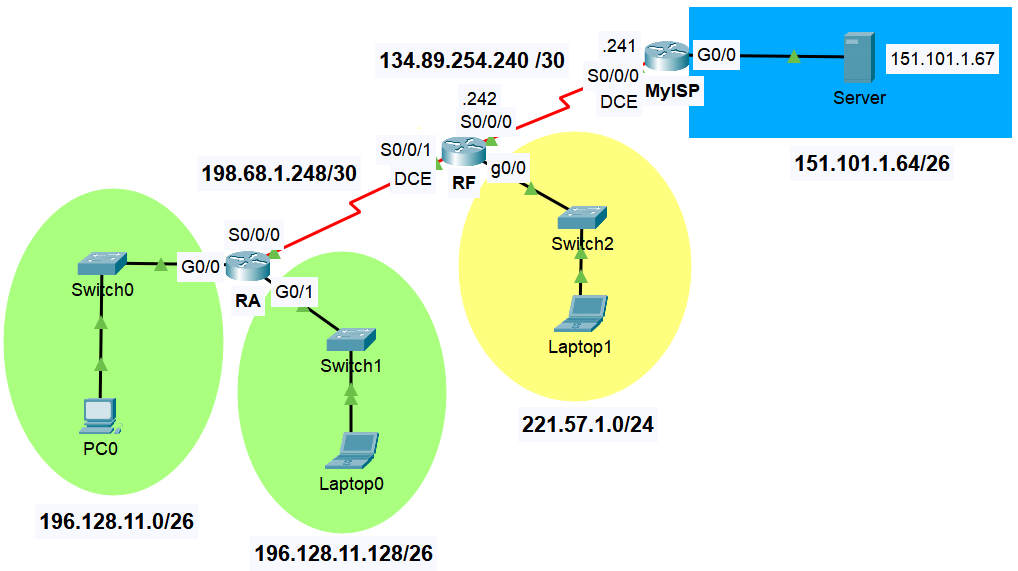 .241
G0/0
151.101.1.67
134.89.254.240 /30
S0/0/0
DCE
MyISP
Server
.242
S0/0/0
S0/0/1
DCE
RF
g0/0
151.101.1.64/26
198.68.1.248/30
Switch2
S0/0/0
G0/0
RA
G0/1
Switch0
Laptop1
Switch1
221.57.1.0/24
PC0
Laptop0
196.128.11.0/26
196.128.11.128/26